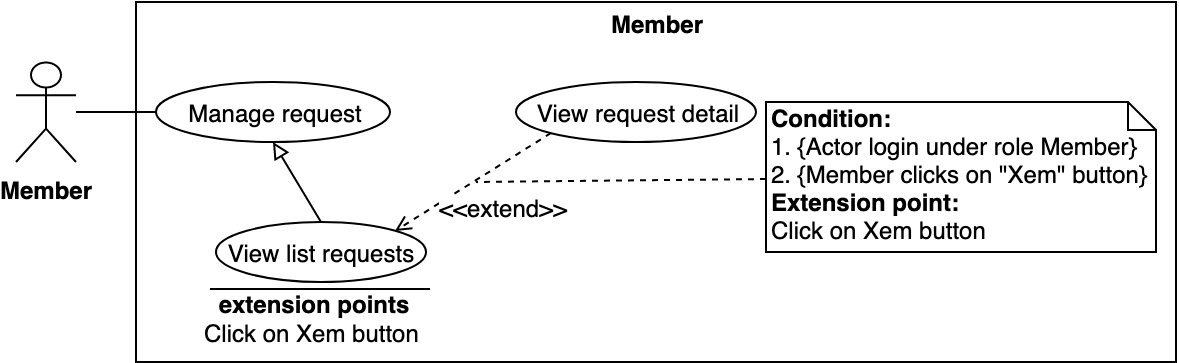 Member
Member
Manage request
View request detail
Condition:
1. {Actor login under role Member}
2. {Member clicks on "Xem" button}
Extension point:
Click on Xem button
<<extend>>
View list requests
extension points
Click on Xem button